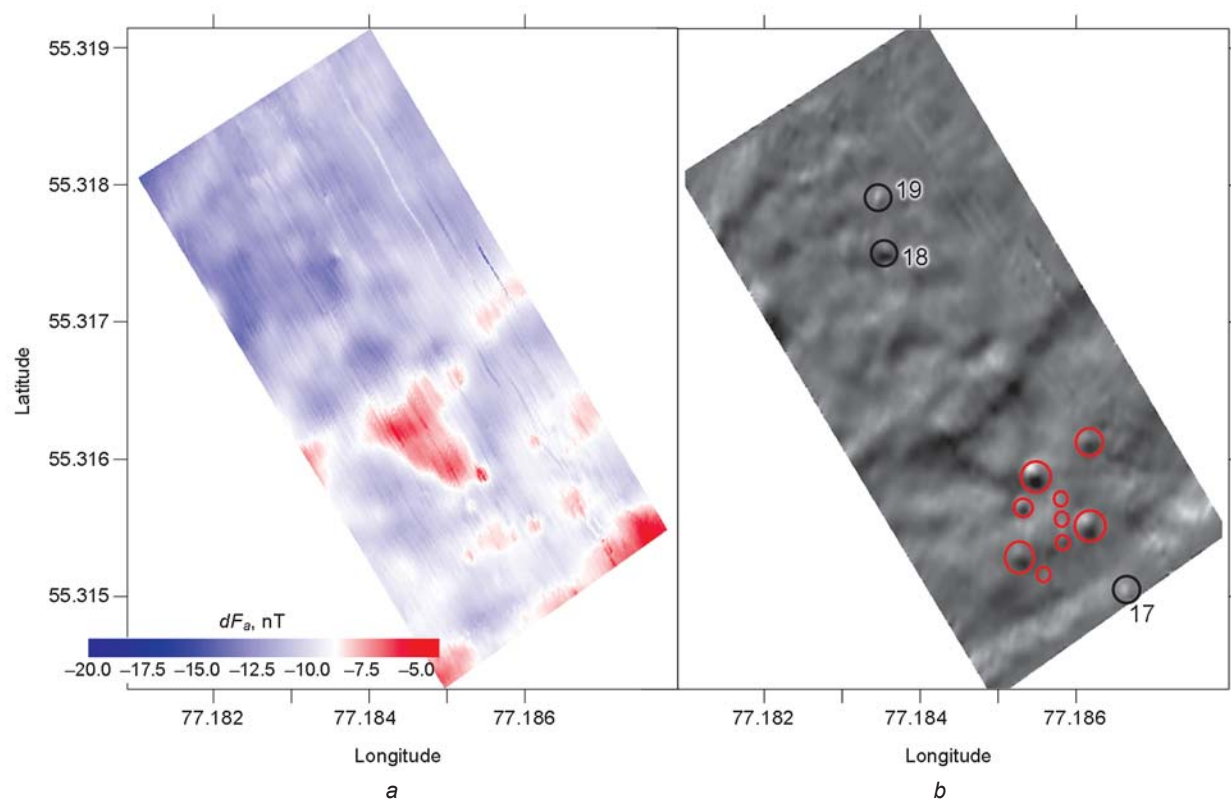 55.319
55.318
55.317
55.316
55.315
Latitude
dFₐ, nT
–20.0 –17.5 –15.0 –12.5 –10.0 –7.5 –5.0
77.182 77.184 77.186
Longitude
a
19
18
17
77.182 77.184 77.186
Longitude
b